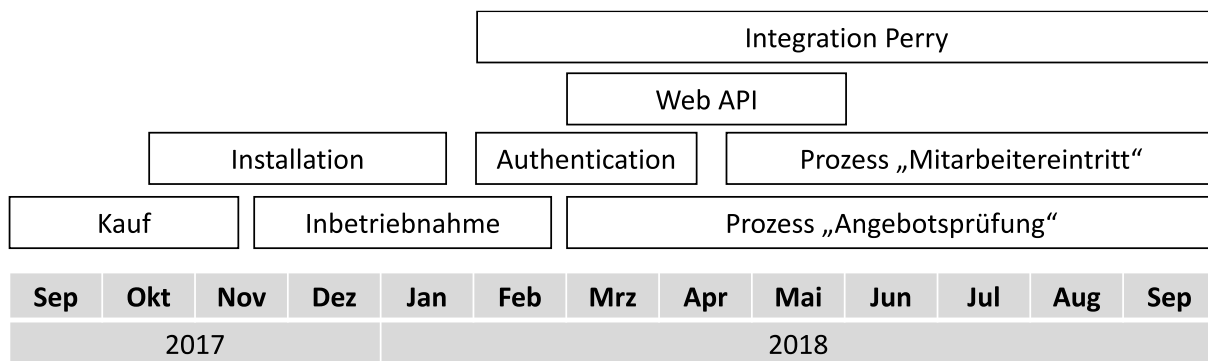 Integration Perry
Web API
Installation Authentication Prozess „Mitarbeitereintritt“
Kauf Inbetriebnahme Prozess „Angebotsprüfung“
Sep Okt Nov Dez Jan Feb Mrz Apr Mai Jun Jul Aug Sep
2017 2018